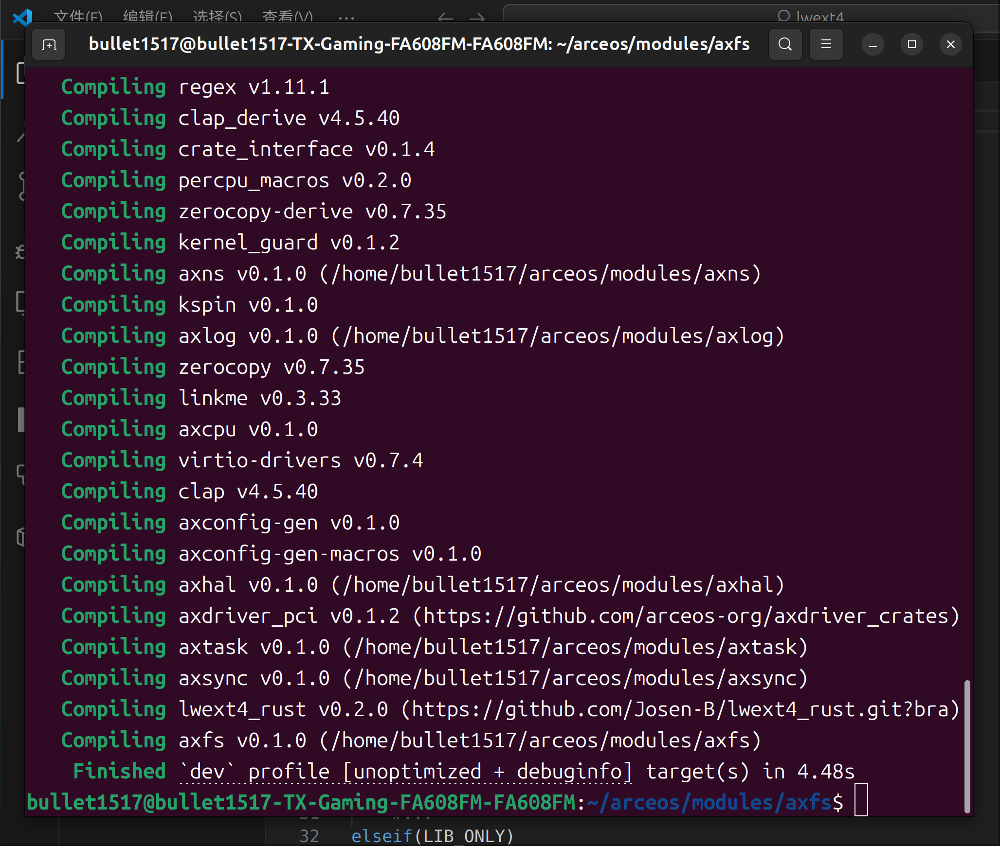 文件(F) 编辑(E) 选择(S) 查看(V) ··· lwext4
bullet1517@bullet1517-TX-Gaming-FA608FM-FA608FM: ~/arceos/modules/axfs
Compiling regex v1.11.1
Compiling clap_derive v4.5.40
Compiling crate_interface v0.1.4
Compiling percpu_macros v0.2.0
Compiling zerocopy-derive v0.7.35
Compiling kernel_guard v0.1.2
Compiling axns v0.1.0 (/home/bullet1517/arceos/modules/axns)
Compiling kspin v0.1.0
Compiling axlog v0.1.0 (/home/bullet1517/arceos/modules/axlog)
Compiling zerocopy v0.7.35
Compiling linkme v0.3.33
Compiling axcpu v0.1.0
Compiling virtio-drivers v0.7.4
Compiling clap v4.5.40
Compiling axconfig-gen v0.1.0
Compiling axconfig-gen-macros v0.1.0
Compiling axhal v0.1.0 (/home/bullet1517/arceos/modules/axhal)
Compiling axdriver_pci v0.1.2 (https://github.com/arceos-org/axdriver_crates)
Compiling axtask v0.1.0 (/home/bullet1517/arceos/modules/axtask)
Compiling axsync v0.1.0 (/home/bullet1517/arceos/modules/axsync)
Compiling lwext4_rust v0.2.0 (https://github.com/Josen-B/lwext4_rust.git?bra)
Compiling axfs v0.1.0 (/home/bullet1517/arceos/modules/axfs)
Finished `dev` profile [unoptimized + debuginfo] target(s) in 4.48s
bullet1517@bullet1517-TX-Gaming-FA608FM-FA608FM:~/arceos/modules/axfs$
32 elseif(LIB_ONLY)